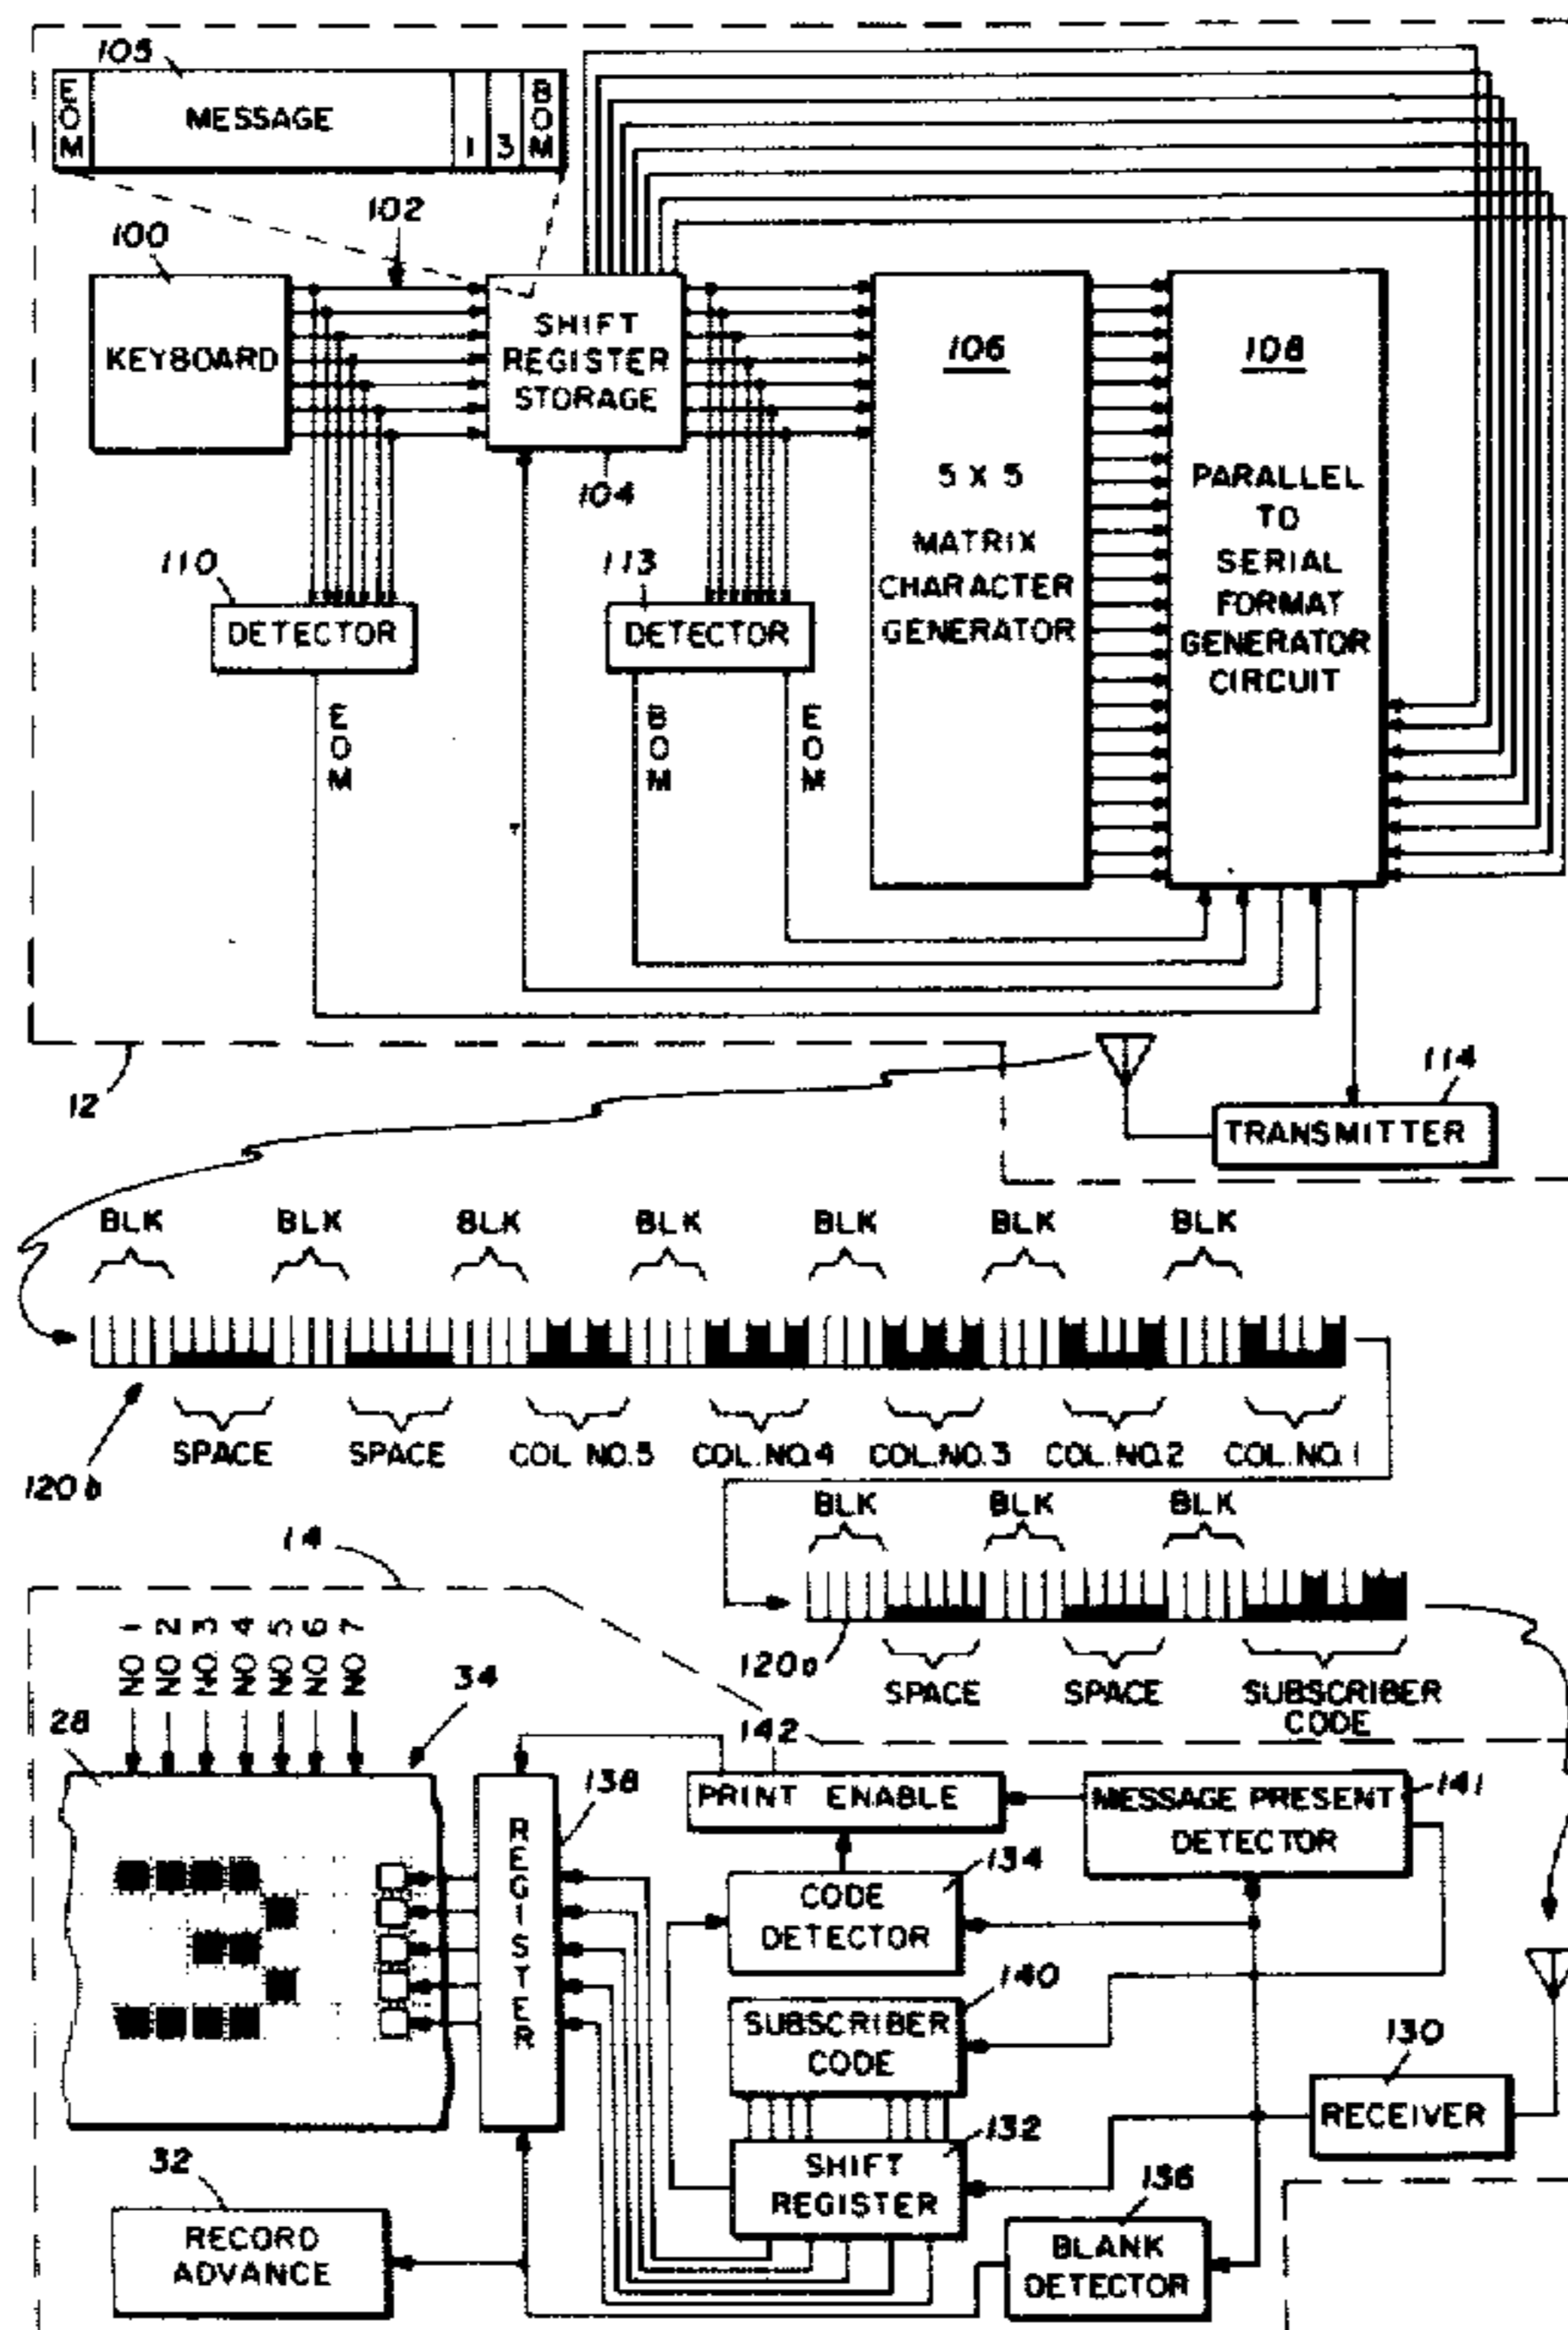 105
EOM
MESSAGE
1
3
BOM
102
100
KEYBOARD
SHIFT
REGISTER
STORAGE
104
106
5 X 5
MATRIX
CHARACTER
GENERATOR
108
PARALLEL
TO
SERIAL
FORMAT
GENERATOR
CIRCUIT
110
DETECTOR
113
DETECTOR
EOM
BOM
EOM
12
114
TRANSMITTER
BLK BLK BLK BLK BLK BLK BLK
SPACE SPACE COL NO.5 COL. NO.4 COL. NO.3 COL. NO.2 COL. NO. 1
120b
BLK BLK BLK
14
120a
SPACE SPACE SUBSCRIBER
CODE
NO 1
NO 2
NO. 3
NO. 4
NO 5
NO 6
NO 7
34
28
142
138
PRINT ENABLE
MESSAGE PRESENT
DETECTOR
141
REGISTER
134
CODE
DETECTOR
140
SUBSCRIBER
CODE
130
RECEIVER
132
SHIFT
REGISTER
136
BLANK
DETECTOR
32
RECORD
ADVANCE